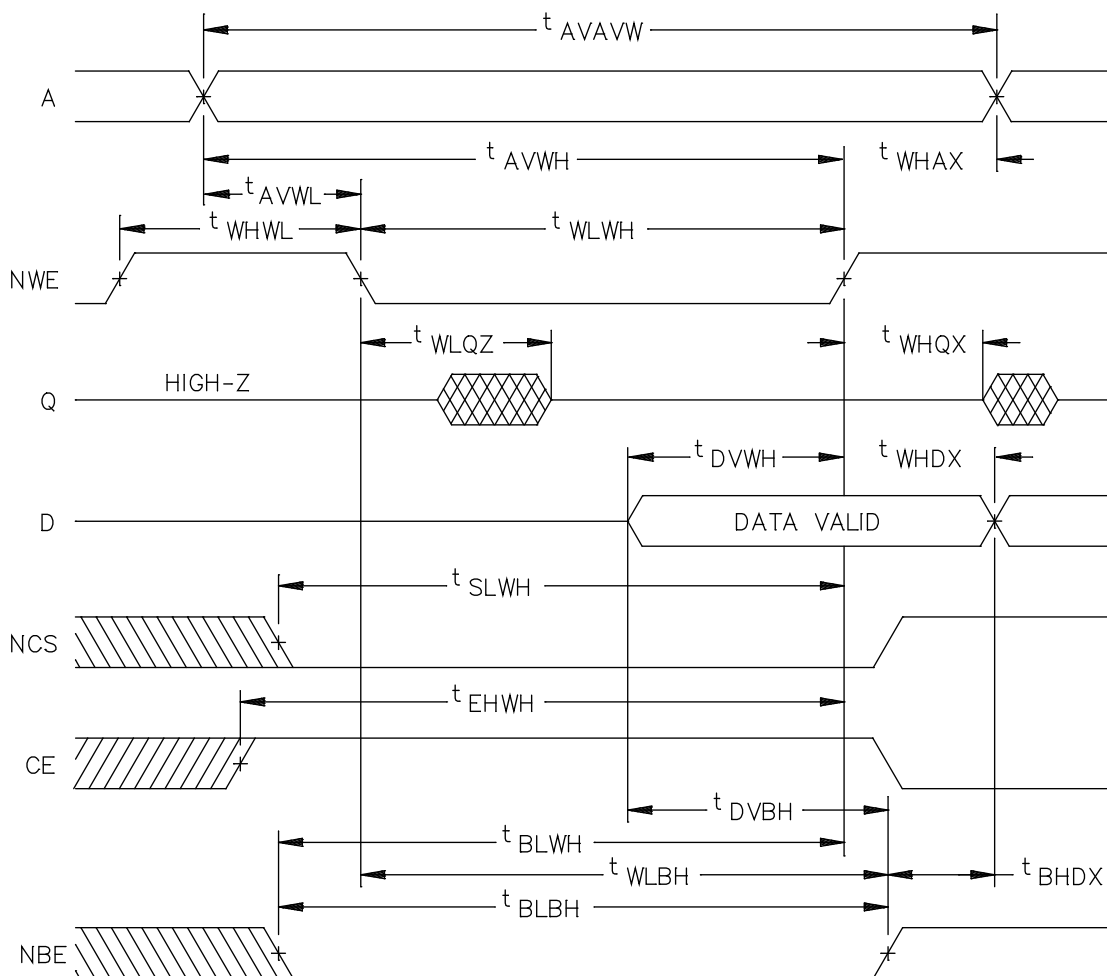 t AVAVW
A
t AVWH t WHAX
t AVWL
t WHWL t WLWH
NWE
t WLQZ t WHQX
HIGH-Z
Q
t DVWH t WHDX
D DATA VALID
t SLWH
NCS
t EHWH
CE
t DVBH
t BLWH
t WLBH t BHDX
t BLBH
NBE